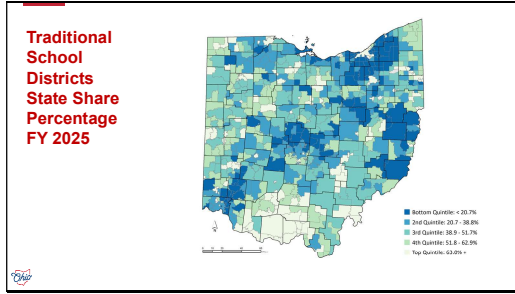 Traditional
School
Districts
State Share
Percentage
FY 2025
Bottom Quintile: < 20.7%
2nd Quintile: 20.7 - 38.8%
3rd Quintile: 38.9 - 51.7%
4th Quintile: 51.8 - 62.9%
Top Quintile: 63.0% +
Ohio